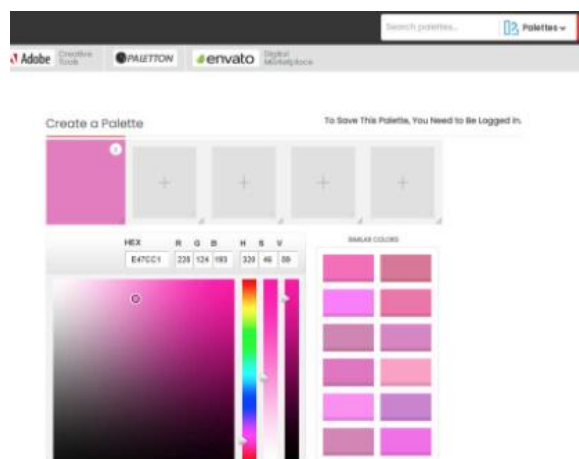 Search palettes...
Palettes
Adobe Creative Tools
PALETTON
envato Digital Marketplace
Create a Palette
To Save This Palette, You Need to Be Logged in.
HEX R G B H S V
E47CC1 228 124 193 320 46 89
SIMILAR COLORS